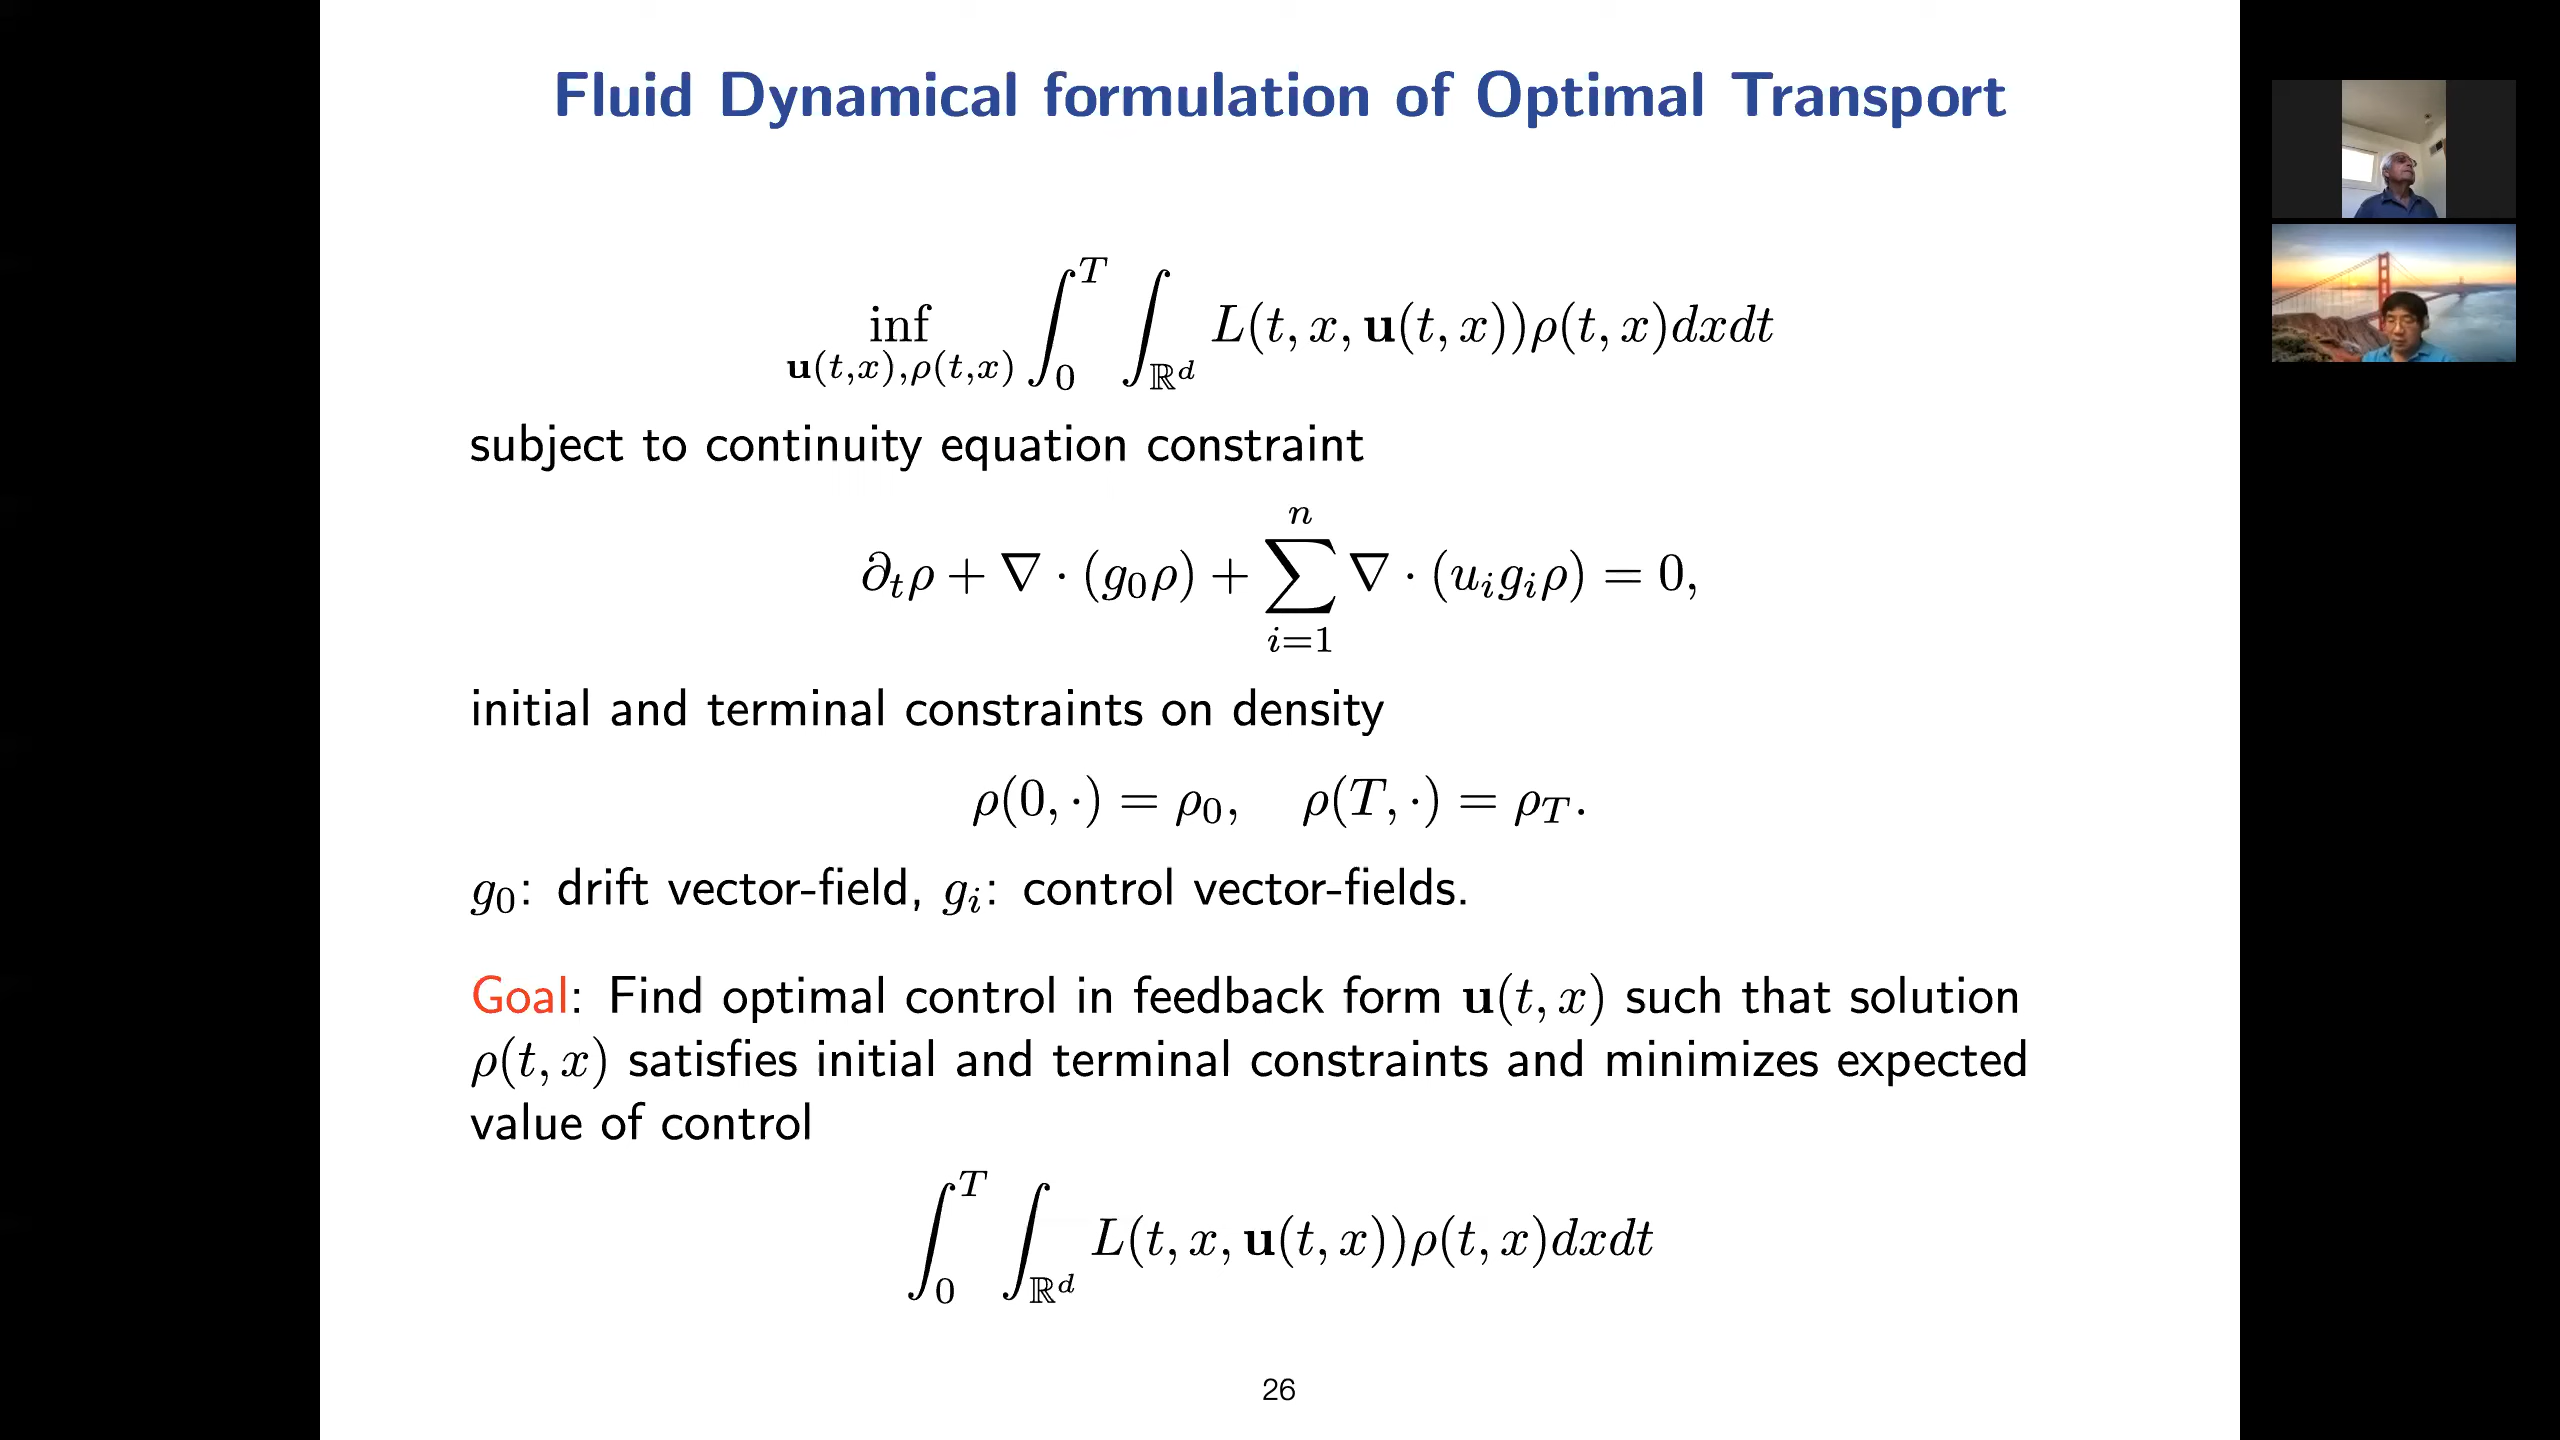 Fluid Dynamical formulation of Optimal Transport
inf_{𝐮(t,x),ρ(t,x)} ∫_0^T ∫_{ℝ^d} L(t, x, 𝐮(t, x))ρ(t, x)dxdt
subject to continuity equation constraint
∂_tρ + ∇ · (g_0ρ) + ∑_{i=1}^n ∇ · (u_i g_i ρ) = 0,
initial and terminal constraints on density
ρ(0, ·) = ρ_0, ρ(T, ·) = ρ_T.
g_0: drift vector-field, g_i: control vector-fields.
Goal: Find optimal control in feedback form 𝐮(t, x) such that solution
ρ(t, x) satisfies initial and terminal constraints and minimizes expected
value of control
∫_0^T ∫_{ℝ^d} L(t, x, 𝐮(t, x))ρ(t, x)dxdt
26